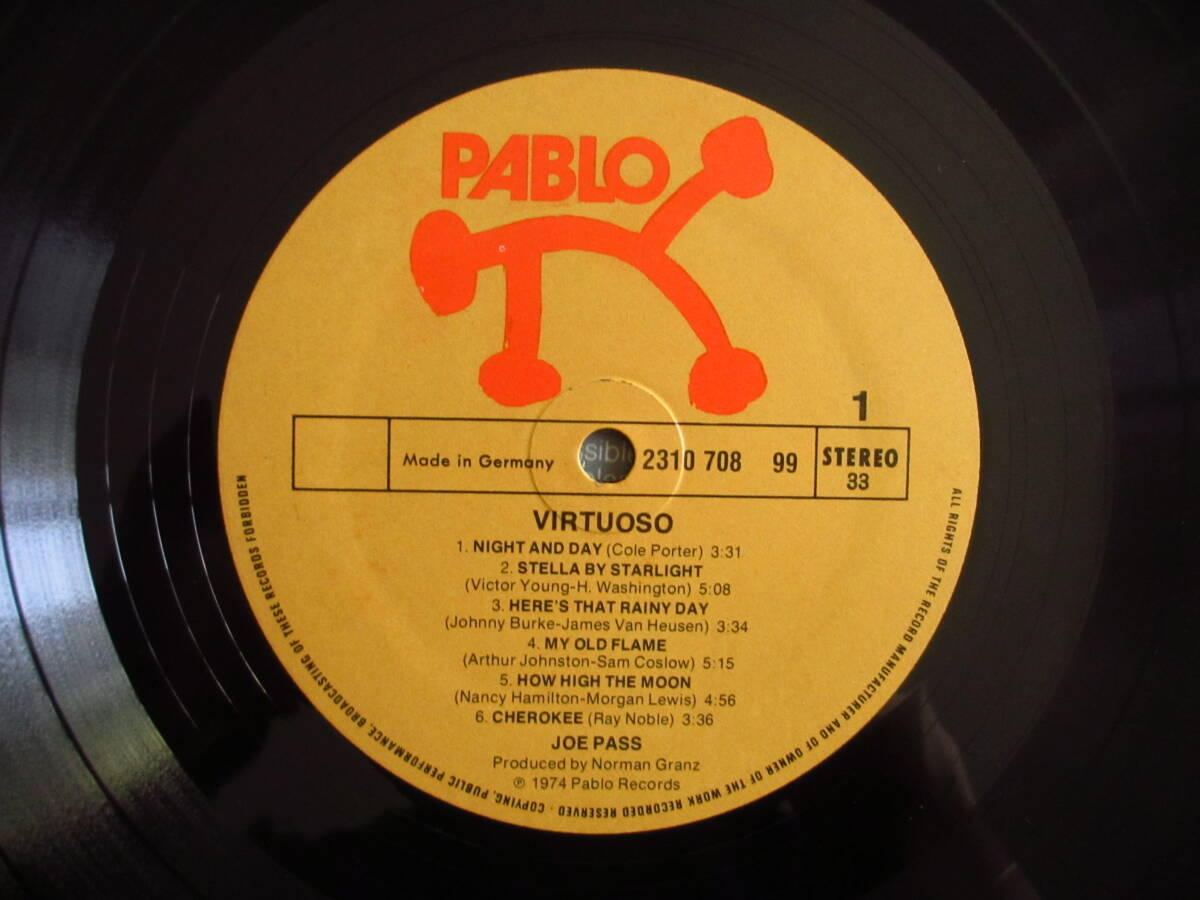 PABLO
1
Made in Germany
2310 708 99
STEREO
33
VIRTUOSO
1. NIGHT AND DAY (Cole Porter) 3:31
2. STELLA BY STARLIGHT
(Victor Young-H. Washington) 5:08
3. HERE'S THAT RAINY DAY
(Johnny Burke-James Van Heusen) 3:34
4. MY OLD FLAME
(Arthur Johnston-Sam Coslow) 5:15
5. HOW HIGH THE MOON
(Nancy Hamilton-Morgan Lewis) 4:56
6. CHEROKEE (Ray Noble) 3:36
JOE PASS
Produced by Norman Granz
℗ 1974 Pablo Records
ALL RIGHTS OF THE RECORD MANUFACTURER AND OF OWNER OF THE WORK RECORDED RESERVED · COPYING, PUBLIC PERFORMANCE, BROADCASTING OF THESE RECORDS FORBIDDEN